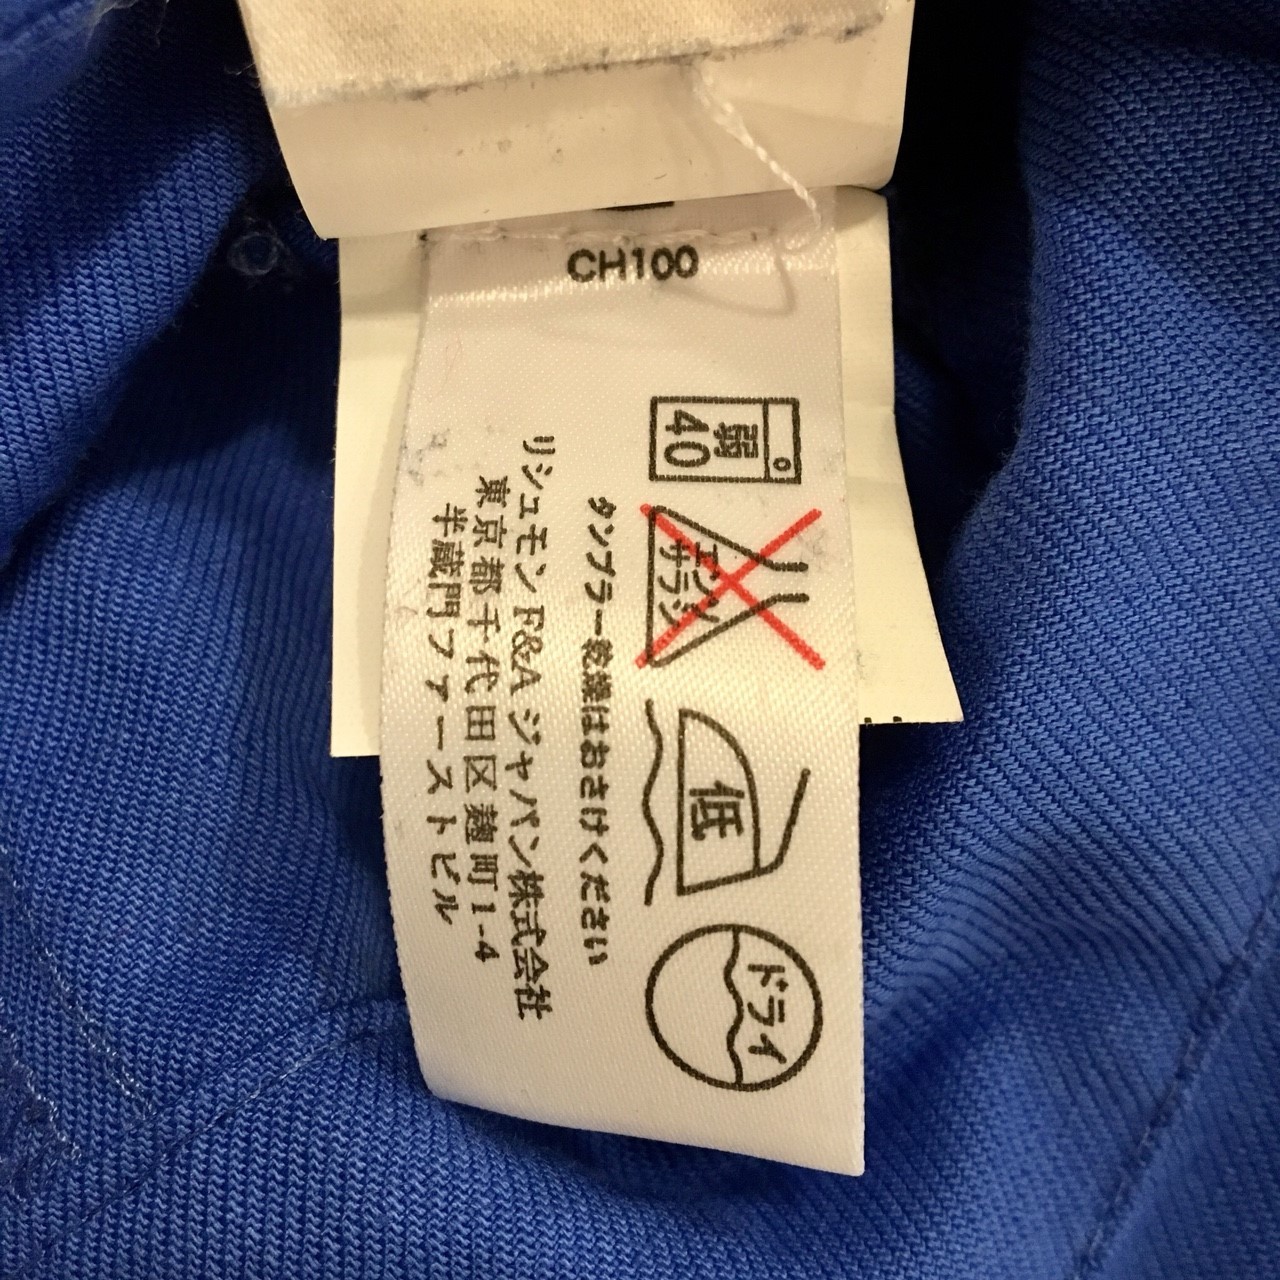 CH100
弱
40
エンソ
サラシ
低
ドライ
タンブラー乾燥はおさけください
リシュモン F&A ジャパン株式会社
東京都千代田区麹町1-4
半蔵門ファーストビル